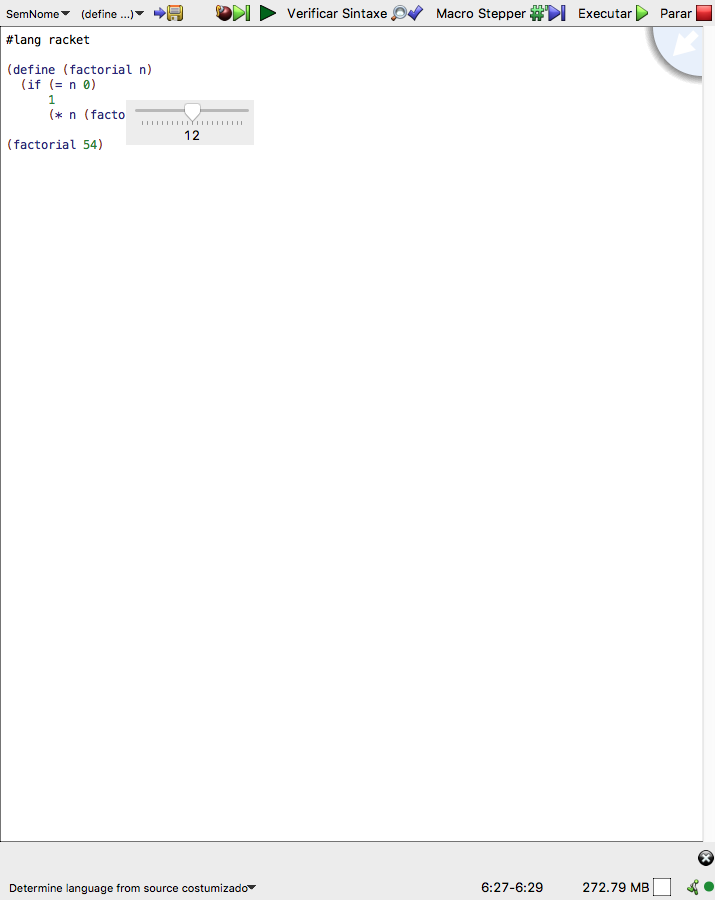 SemNome (define ...) Verificar Sintaxe Macro Stepper Executar Parar
#lang racket
(define (factorial n)
(if (= n 0)
1
(* n (facto
12
(factorial 54)
Determine language from source costumizado 6:27-6:29 272.79 MB